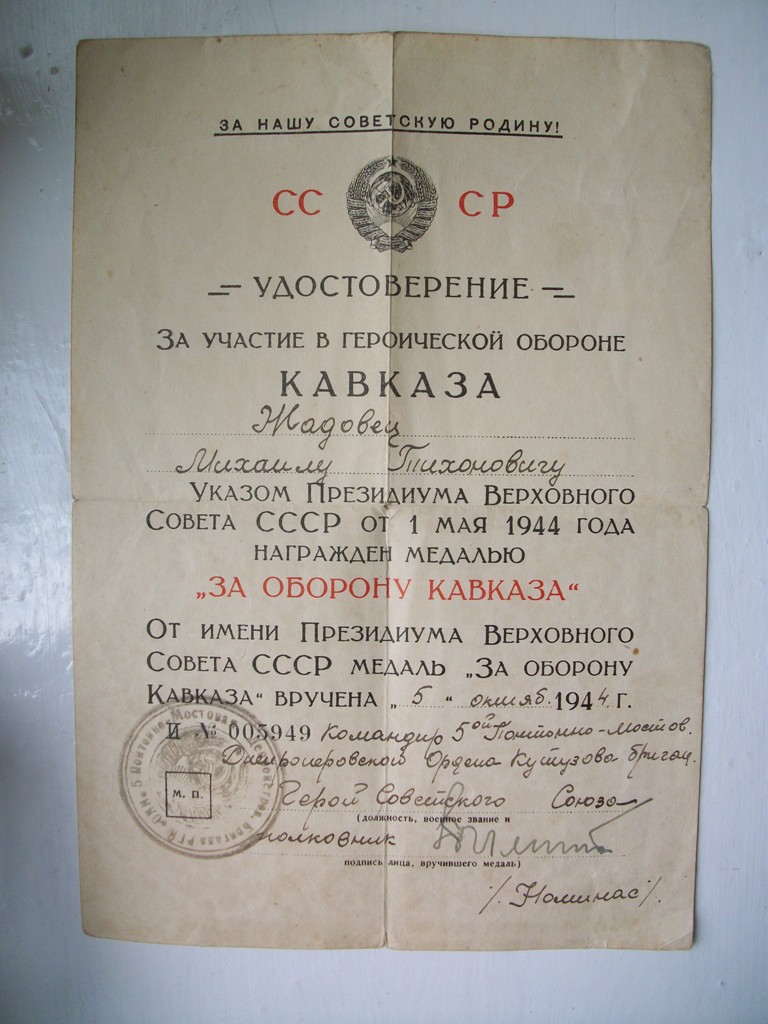 ЗА НАШУ СОВЕТСКУЮ РОДИНУ!
СС СР
УДОСТОВЕРЕНИЕ
ЗА УЧАСТИЕ В ГЕРОИЧЕСКОЙ ОБОРОНЕ
КАВКАЗА
Жадовец
Михаилу Тихоновичу
УКАЗОМ ПРЕЗИДИУМА ВЕРХОВНОГО
СОВЕТА СССР ОТ 1 МАЯ 1944 ГОДА
НАГРАЖДЕН МЕДАЛЬЮ
„ЗА ОБОРОНУ КАВКАЗА“
ОТ ИМЕНИ ПРЕЗИДИУМА ВЕРХОВНОГО
СОВЕТА СССР МЕДАЛЬ „ЗА ОБОРОНУ
КАВКАЗА“ ВРУЧЕНА „ 5 “ октяб. 1944 Г.
И № 005949 Командир 5ой Понтонно-Мостов.
Днепропетровской Ордена Кутузова бригад.
М. П.
Герой Советского Союза
(должность, военное звание и
полковник
подпись лица, вручившего медаль)